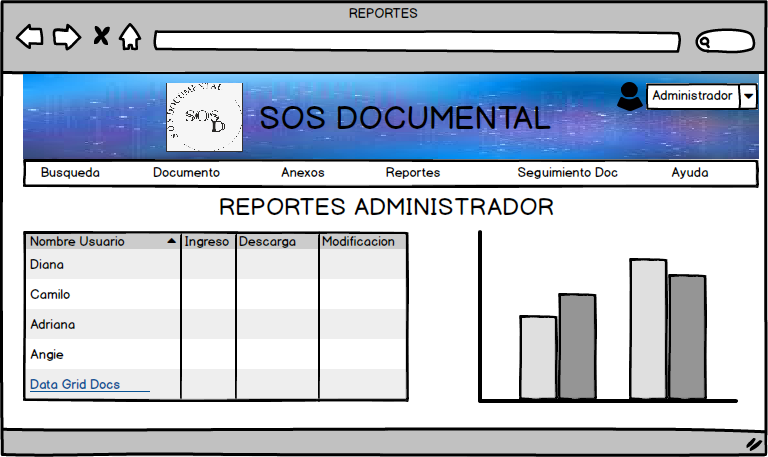 REPORTES
SOS DOCUMENTAL
SOS
D
SOS DOCUMENTAL
Administrador
Busqueda Documento Anexos Reportes Seguimiento Doc Ayuda
REPORTES ADMINISTRADOR
Nombre Usuario Ingreso Descarga Modificacion
Diana
Camilo
Adriana
Angie
Data Grid Docs